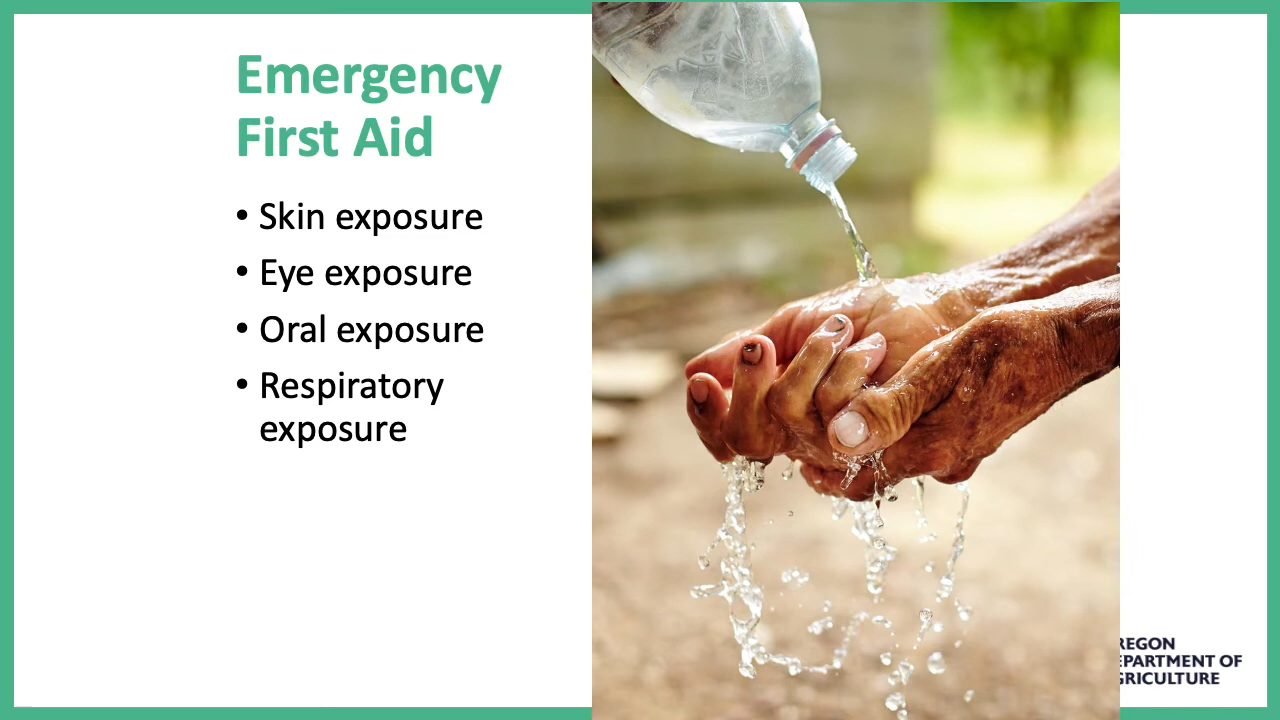 Emergency
First Aid
• Skin exposure
• Eye exposure
• Oral exposure
• Respiratory
exposure
REGON
EPARTMENT OF
GRICULTURE